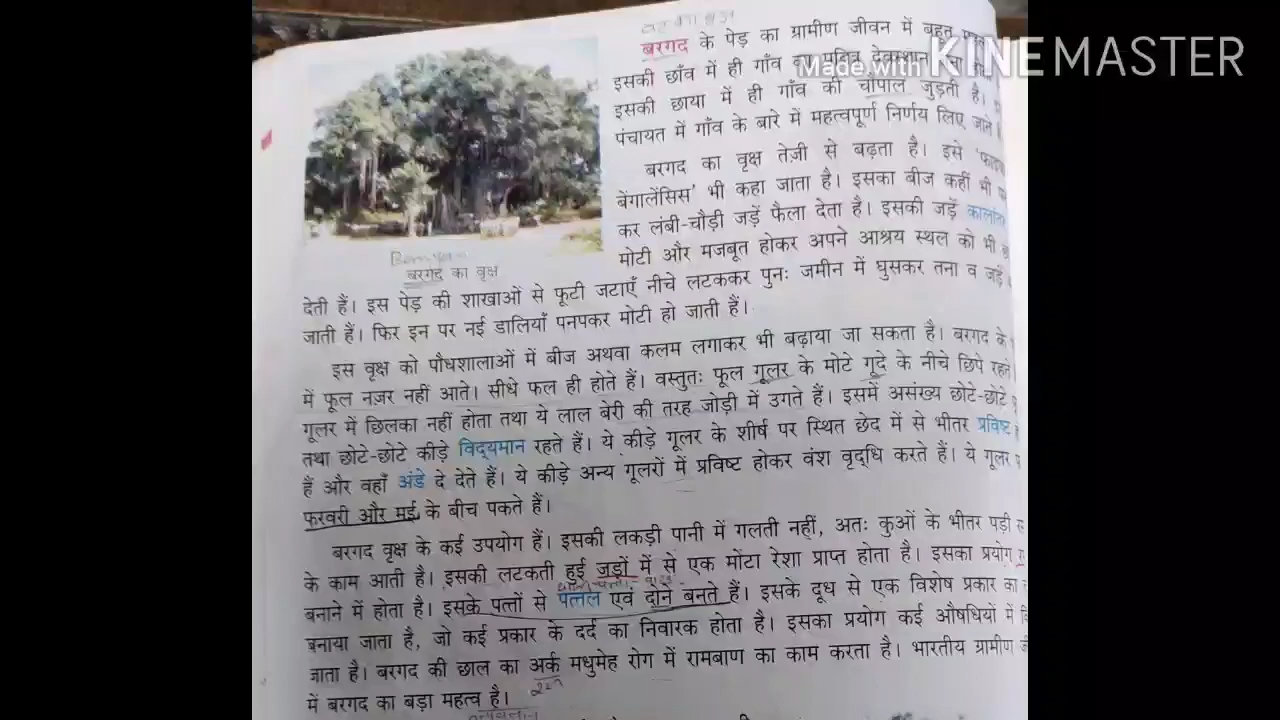 बरगद के पेड़ का ग्रामीण जीवन में बहुत
Made with KINEMASTER
इसकी छाँव में ही गाँव का
इसकी छाया में ही गाँव की चौपाल जुड़ती है।
पंचायत में गाँव के बारे में महत्वपूर्ण निर्णय लिए जाते
बरगद का वृक्ष तेज़ी से बढ़ता है। इसे
बेंगालेंसिस' भी कहा जाता है। इसका बीज कहीं भी
कर लंबी-चौड़ी जड़ें फैला देता है। इसकी जड़ें
मोटी और मजबूत होकर अपने आश्रय स्थल को भी
बरगद का वृक्ष
देती हैं। इस पेड़ की शाखाओं से फूटी जटाएँ नीचे लटककर पुनः जमीन में घुसकर तना व जड़ें
जाती हैं। फिर इन पर नई डालियाँ पनपकर मोटी हो जाती हैं।
इस वृक्ष को पौधशालाओं में बीज अथवा कलम लगाकर भी बढ़ाया जा सकता है। बरगद के
में फूल नज़र नहीं आते। सीधे फल ही होते हैं। वस्तुतः फूल गूलर के मोटे गूदे के नीचे छिपे रहते
गूलर में छिलका नहीं होता तथा ये लाल बेरी की तरह जोड़ी में उगते हैं। इसमें असंख्य छोटे-छोटे
तथा छोटे-छोटे कीड़े विद्यमान रहते हैं। ये कीड़े गूलर के शीर्ष पर स्थित छेद में से भीतर प्रविष्ट
हैं और वहाँ अंडे दे देते हैं। ये कीड़े अन्य गूलरों में प्रविष्ट होकर वंश वृद्धि करते हैं। ये गूलर
फरवरी और मई के बीच पकते हैं।
बरगद वृक्ष के कई उपयोग हैं। इसकी लकड़ी पानी में गलती नहीं, अतः कुओं के भीतर पड़ी
के काम आती है। इसकी लटकती हुई जड़ों में से एक मोटा रेशा प्राप्त होता है। इसका प्रयोग
बनाने में होता है। इसके पत्तों से पत्तल एवं दोने बनते हैं। इसके दूध से एक विशेष प्रकार का
बनाया जाता है, जो कई प्रकार के दर्द का निवारक होता है। इसका प्रयोग कई औषधियों में
जाता है। बरगद की छाल का अर्क मधुमेह रोग में रामबाण का काम करता है। भारतीय ग्रामीण
में बरगद का बड़ा महत्व है।